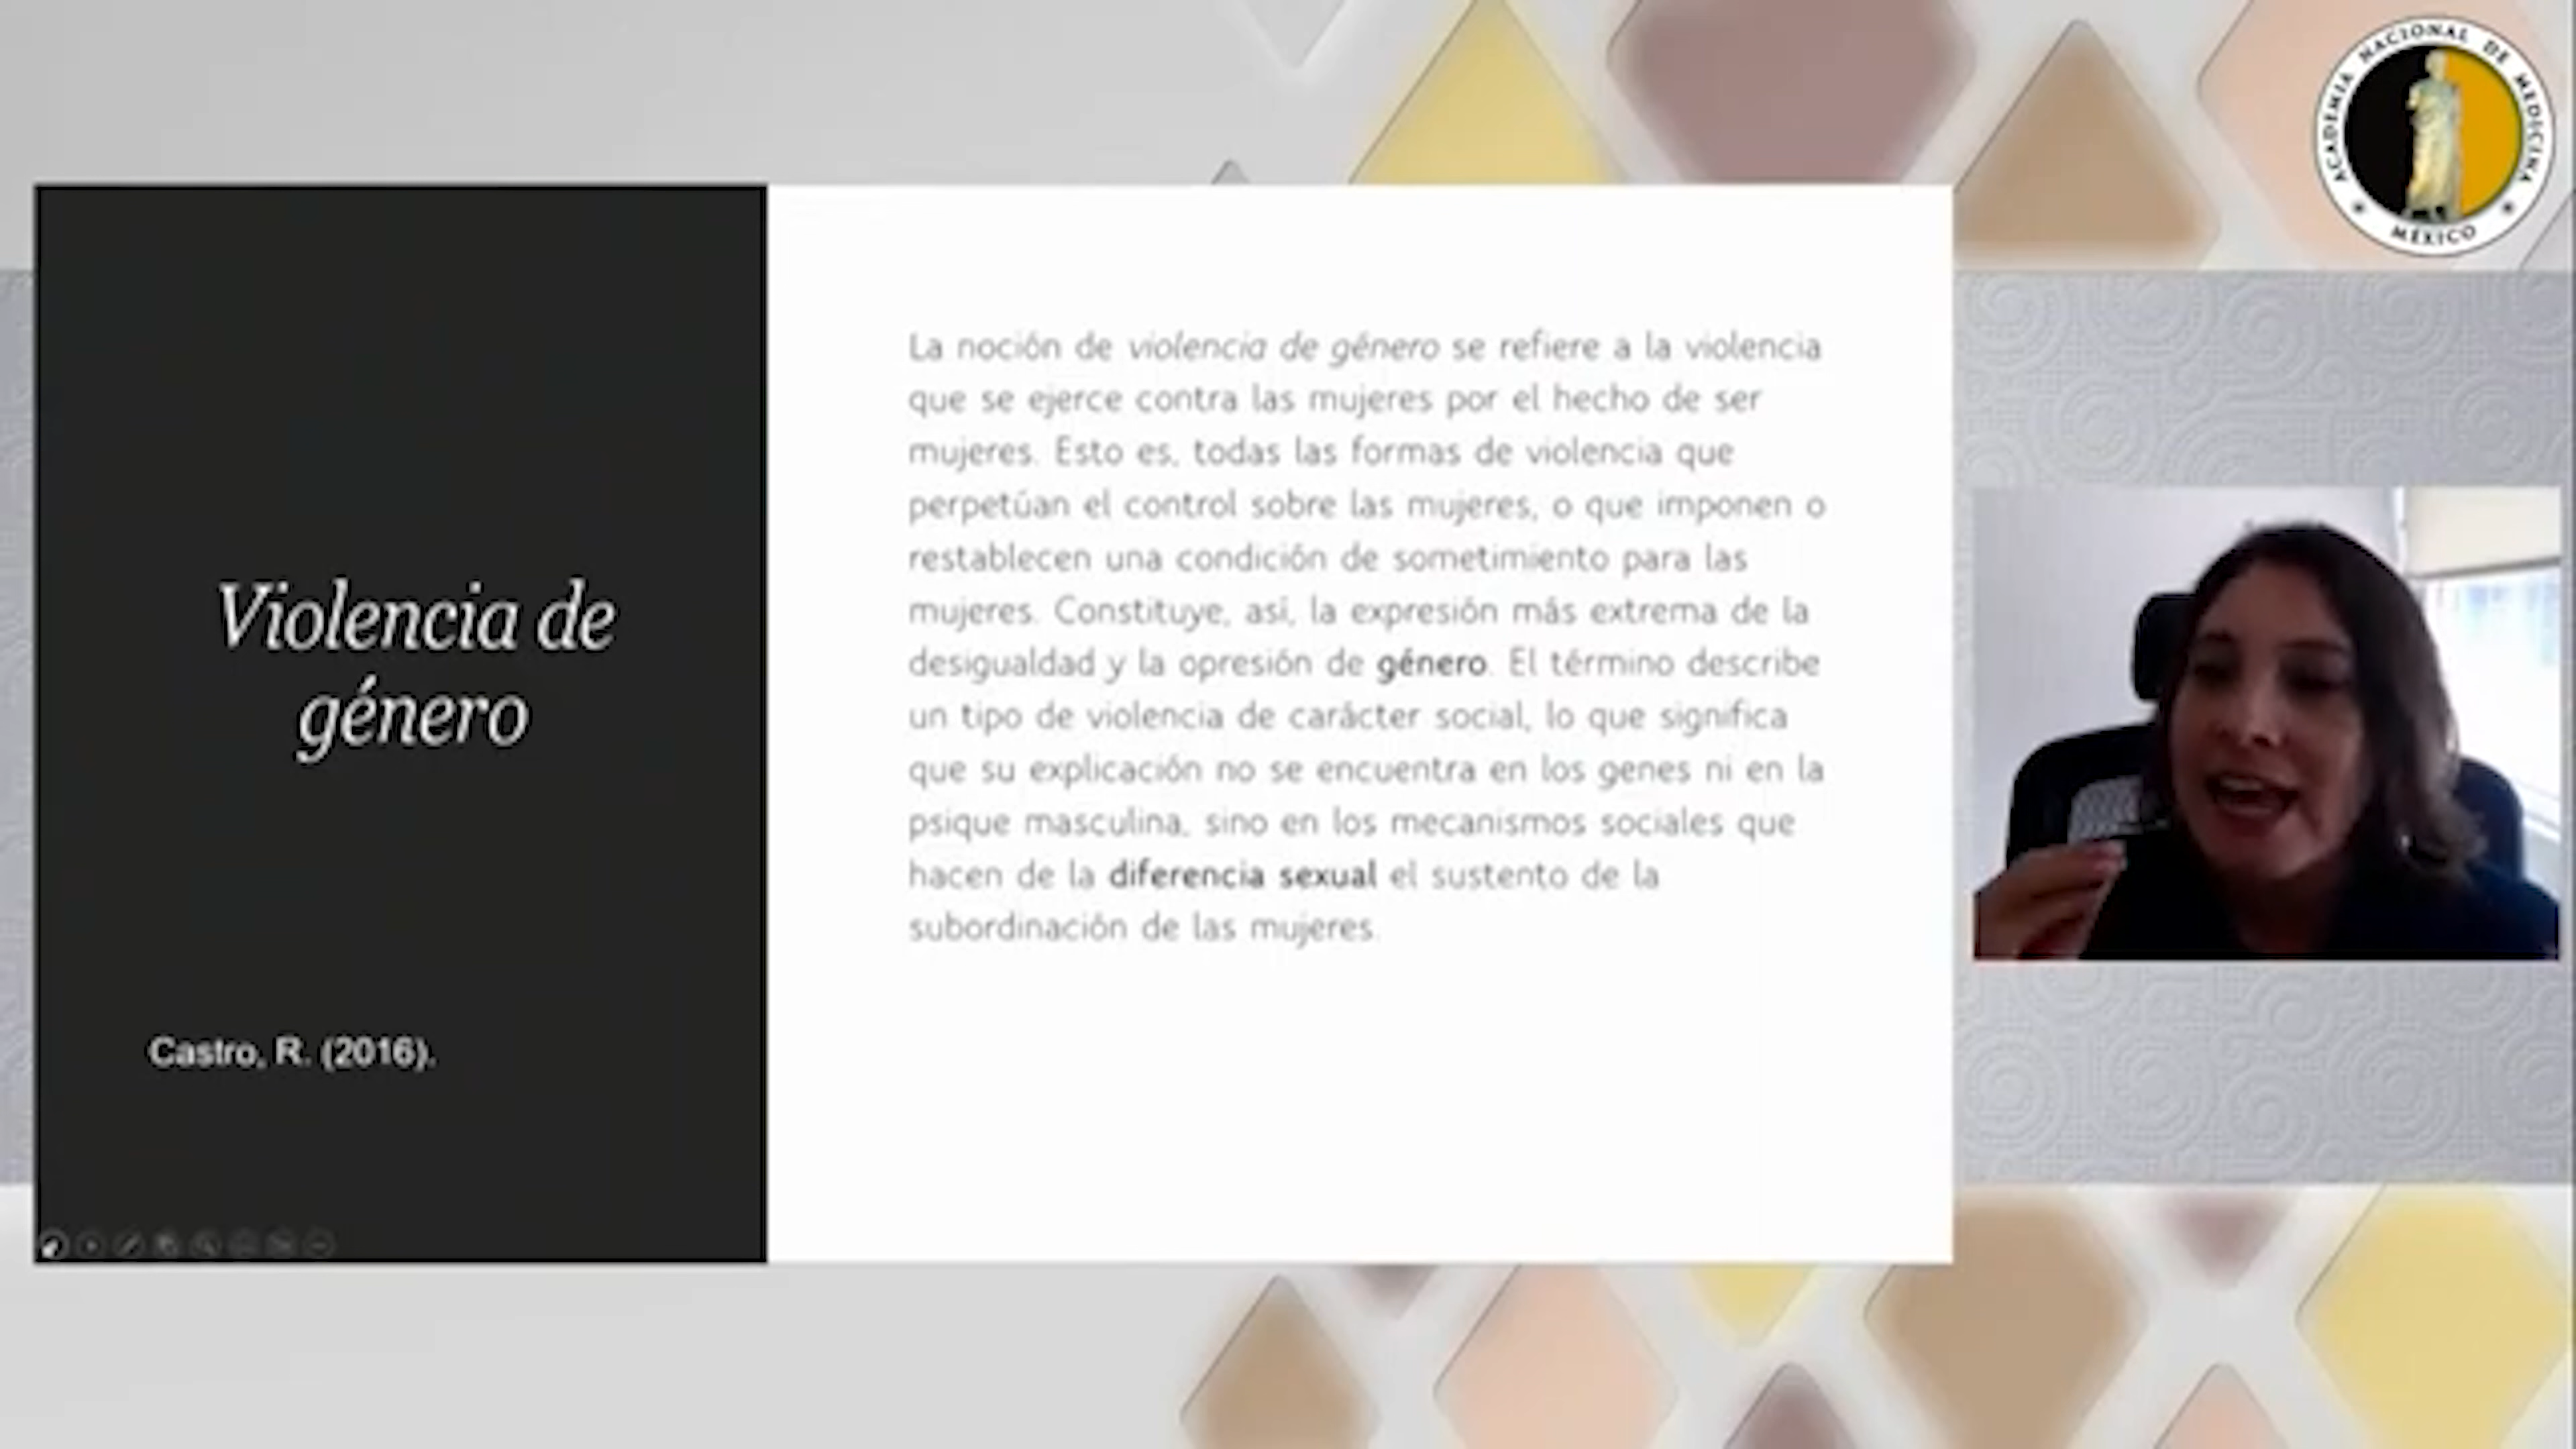 ACADEMIA NACIONAL DE MEDICINA
MÉXICO
Violencia de
género
Castro, R. (2016).
La noción de violencia de género se refiere a la violencia
que se ejerce contra las mujeres por el hecho de ser
mujeres. Esto es, todas las formas de violencia que
perpetúan el control sobre las mujeres, o que imponen o
restablecen una condición de sometimiento para las
mujeres. Constituye, así, la expresión más extrema de la
desigualdad y la opresión de género. El término describe
un tipo de violencia de carácter social, lo que significa
que su explicación no se encuentra en los genes ni en la
psique masculina, sino en los mecanismos sociales que
hacen de la diferencia sexual el sustento de la
subordinación de las mujeres.